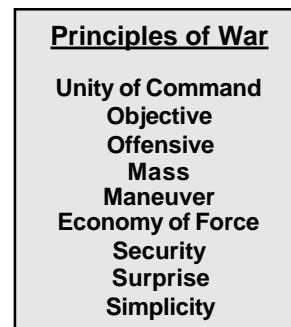 Principles of War
Unity of Command
Objective
Offensive
Mass
Maneuver
Economy of Force
Security
Surprise
Simplicity